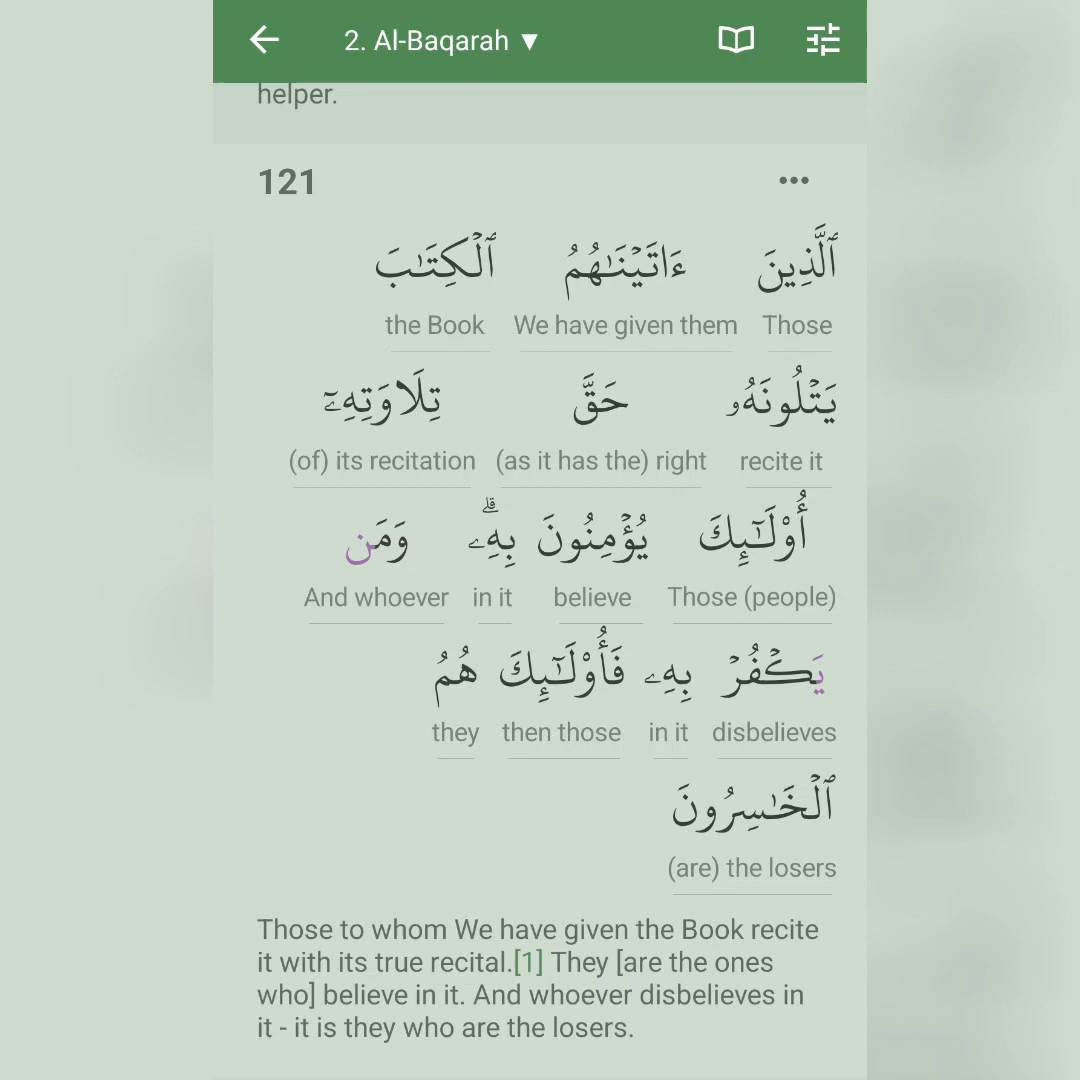 2. Al-Baqarah ▼
helper.
121
ٱلَّذِينَ ءَاتَيْنَـٰهُمُ ٱلْكِتَـٰبَ
Those We have given them the Book
يَتْلُونَهُۥ حَقَّ تِلَاوَتِهِۦٓ
recite it (as it has the) right (of) its recitation
أُو۟لَـٰٓئِكَ يُؤْمِنُونَ بِهِۦ ۗ وَمَن
Those (people) believe in it And whoever
يَكْفُرْ بِهِۦ فَأُو۟لَـٰٓئِكَ هُمُ
disbelieves in it then those they
ٱلْخَـٰسِرُونَ
(are) the losers
Those to whom We have given the Book recite
it with its true recital.[1] They [are the ones
who] believe in it. And whoever disbelieves in
it - it is they who are the losers.